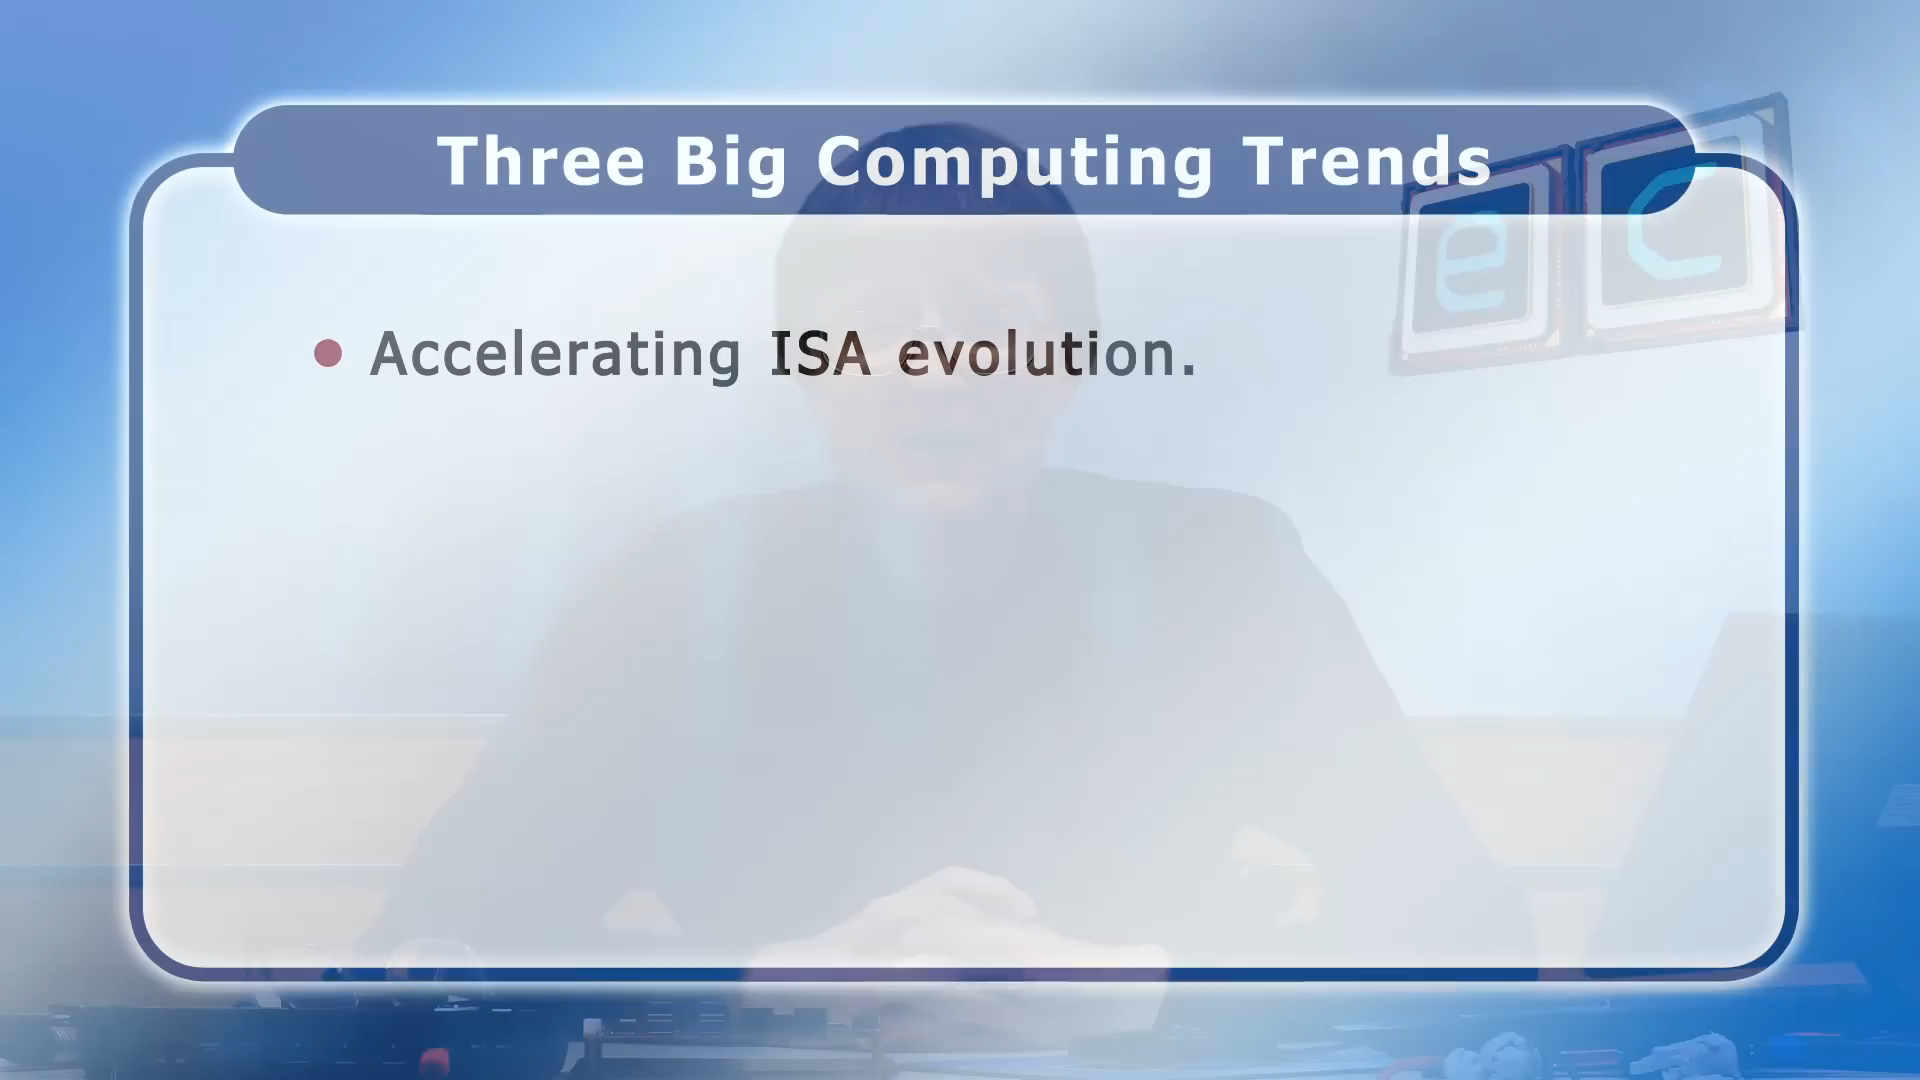 Three Big Computing Trends
e C
• Accelerating ISA evolution.